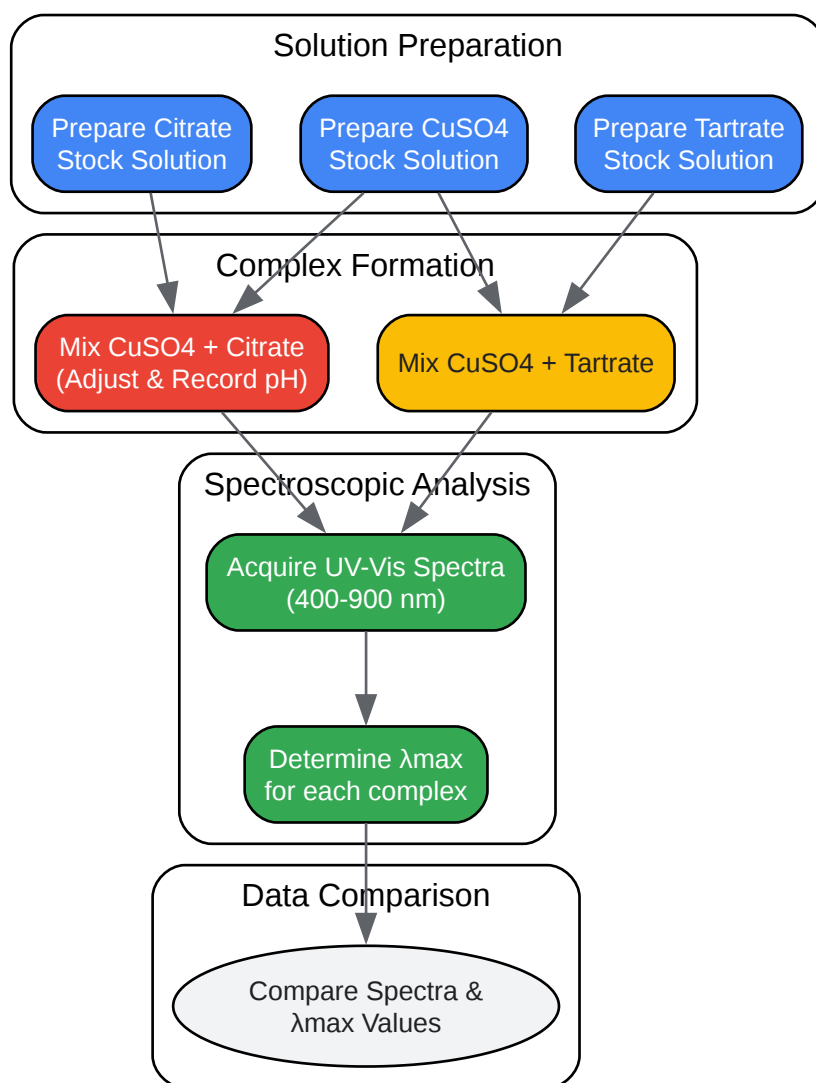 Solution Preparation
Prepare Citrate
Stock Solution
Prepare CuSO4
Stock Solution
Prepare Tartrate
Stock Solution
Complex Formation
Mix CuSO4 + Citrate
(Adjust & Record pH)
Mix CuSO4 + Tartrate
Spectroscopic Analysis
Acquire UV-Vis Spectra
(400-900 nm)
Determine λmax
for each complex
Data Comparison
Compare Spectra &
λmax Values